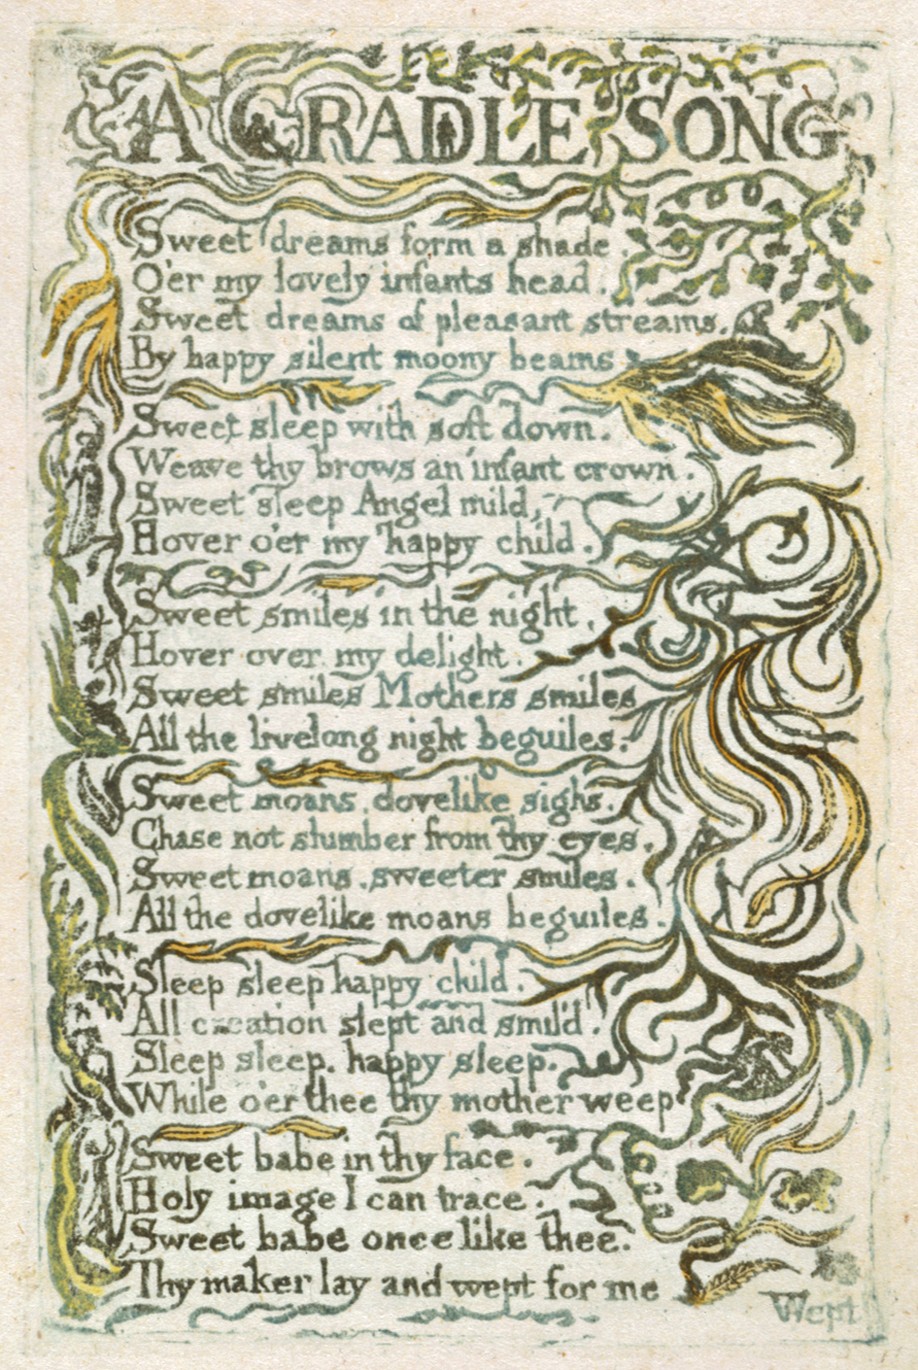 A CRADLE SONG
Sweet dreams form a shade.
O'er my lovely infants head.
Sweet dreams of pleasant streams.
By happy silent moony beams
Sweet sleep with soft down.
Weave thy brows an infant crown.
Sweet sleep Angel mild,
Hover o'er my happy child.
Sweet smiles in the night,
Hover over my delight.
Sweet smiles Mothers smiles
All the livelong night beguiles.
Sweet moans, dovelike sighs.
Chase not slumber from thy eyes.
Sweet moans, sweeter smiles.
All the dovelike moans beguiles.
Sleep sleep happy child.
All creation slept and smil'd.
Sleep sleep, happy sleep.
While o'er thee thy mother weep
Sweet babe in thy face.
Holy image I can trace.
Sweet babe once like thee.
Thy maker lay and wept for me
Wept